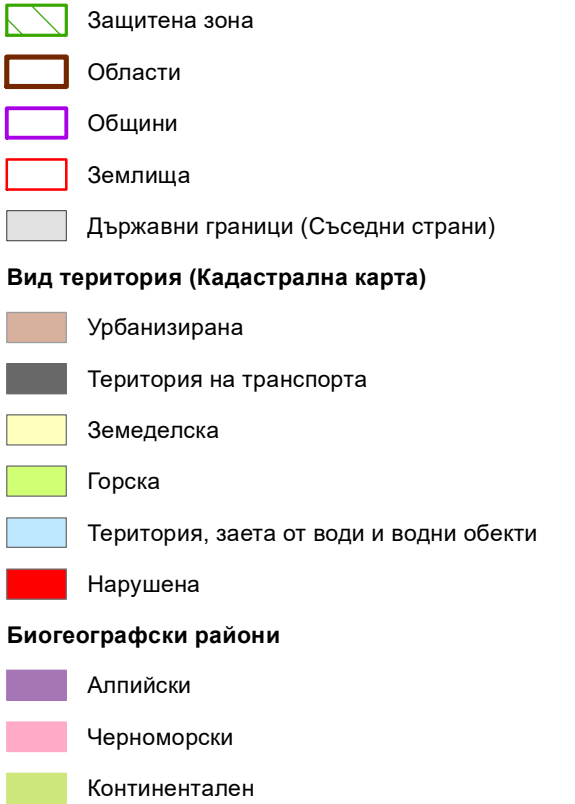 Защитена зона
Области
Общини
Землища
Държавни граници (Съседни страни)
Вид територия (Кадастрална карта)
Урбанизирана
Територия на транспорта
Земеделска
Горска
Територия, заета от води и водни обекти
Нарушена
Биогеографски райони
Алпийски
Черноморски
Континентален